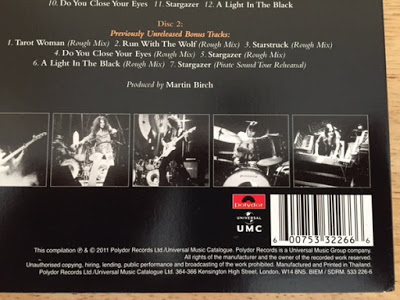 10. Do You Close Your Eyes 11. Stargazer 12. A Light In The Black
Disc 2:
Previously Unreleased Bonus Tracks:
1. Tarot Woman (Rough Mix) 2. Run With The Wolf (Rough Mix) 3. Starstruck (Rough Mix)
4. Do You Close Your Eyes (Rough Mix) 5. Stargazer (Rough Mix)
6. A Light In The Black (Rough Mix) 7. Stargazer (Pirate Sound Tour Rehearsal)
Produced by Martin Birch
polydor
UNIVERSAL
UMC
6 00753 32266 6
This compilation ℗ & © 2011 Polydor Records Ltd./Universal Music Catalogue. Polydor Records is a Universal Music Group company.
All rights of the manufacturer and the owner of the recorded work reserved.
Unauthorised copying, hiring, lending, public performance and broadcasting of the work prohibited. Manufactured and Printed in Thailand.
Polydor Records Ltd./Universal Music Catalogue Ltd. 364-366 Kensington High Street, London, W14 8NS. BIEM / SDRM. 533 226-6